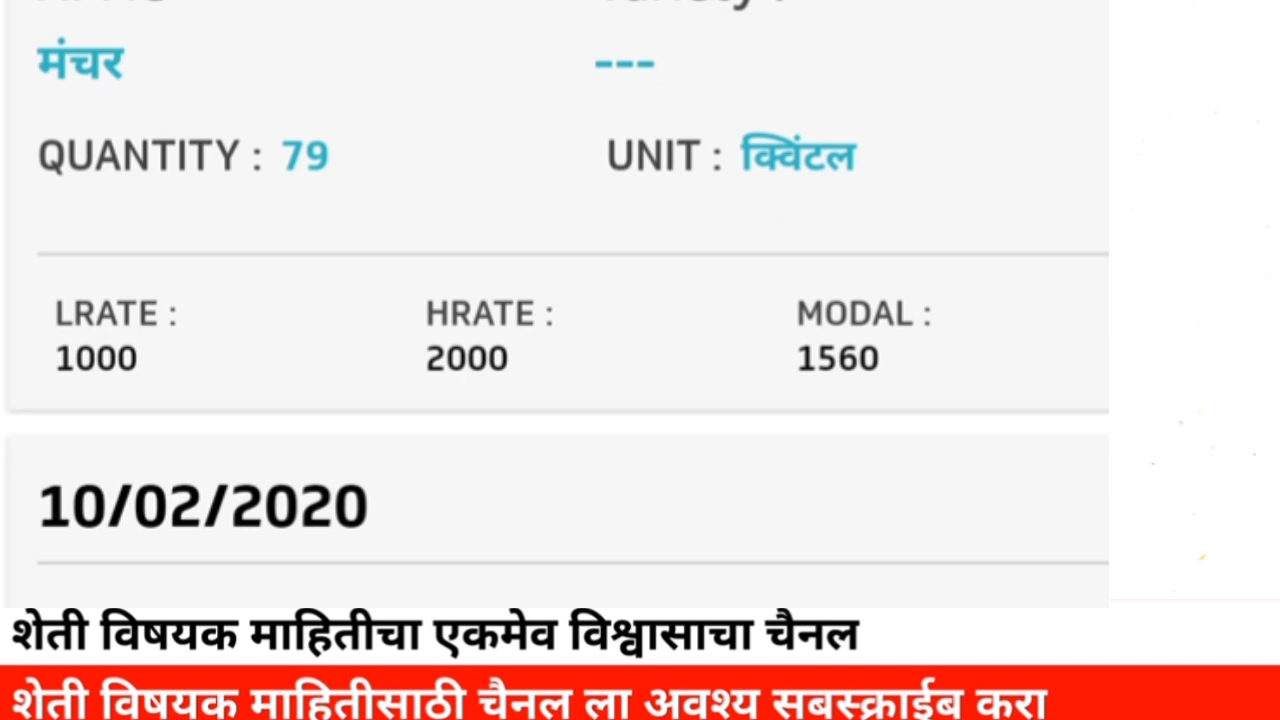 मंचर ---
QUANTITY : 79 UNIT : क्विंटल
LRATE : HRATE : MODAL :
1000 2000 1560
10/02/2020
शेती विषयक माहितीचा एकमेव विश्वासाचा चैनल
शेती विषयक माहितीसाठी चैनल ला अवश्य सबस्क्राईब करा